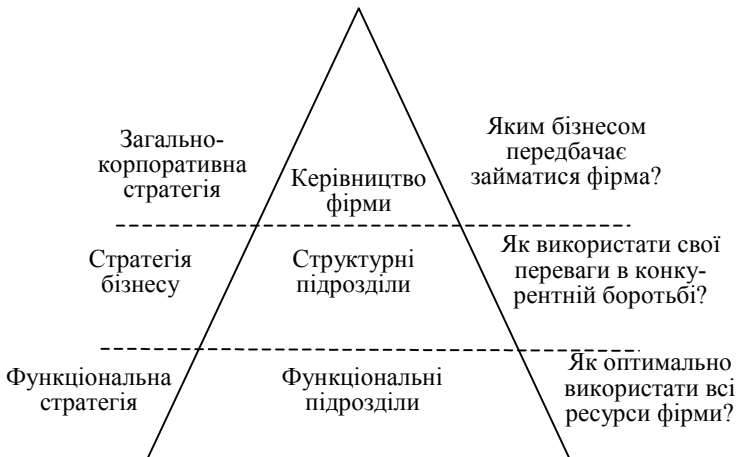 Загально-
корпоративна
стратегія
Керівництво
фірми
Яким бізнесом
передбачає
займатися фірма?
Стратегія
бізнесу
Структурні
підрозділи
Як використати свої
переваги в конку-
рентній боротьбі?
Функціональна
стратегія
Функціональні
підрозділи
Як оптимально
використати всі
ресурси фірми?